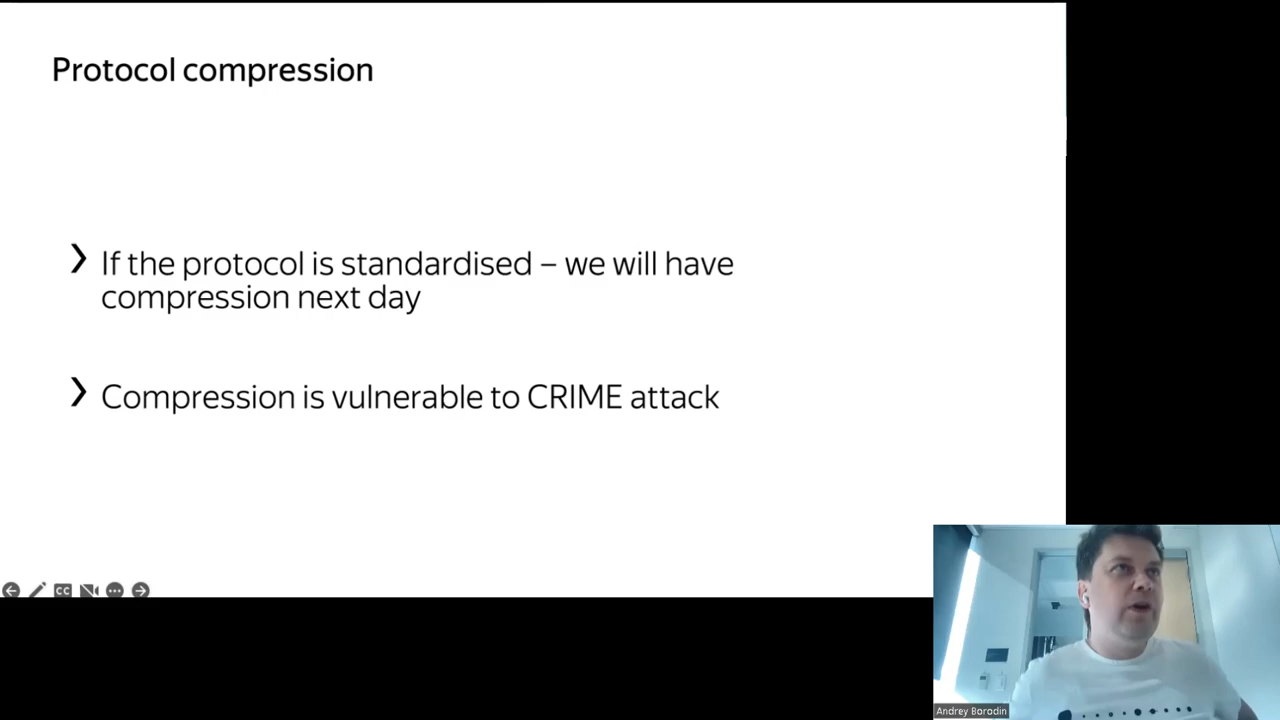 Protocol compression
If the protocol is standardised – we will have
compression next day
Compression is vulnerable to CRIME attack
CC
Andrey Borodin